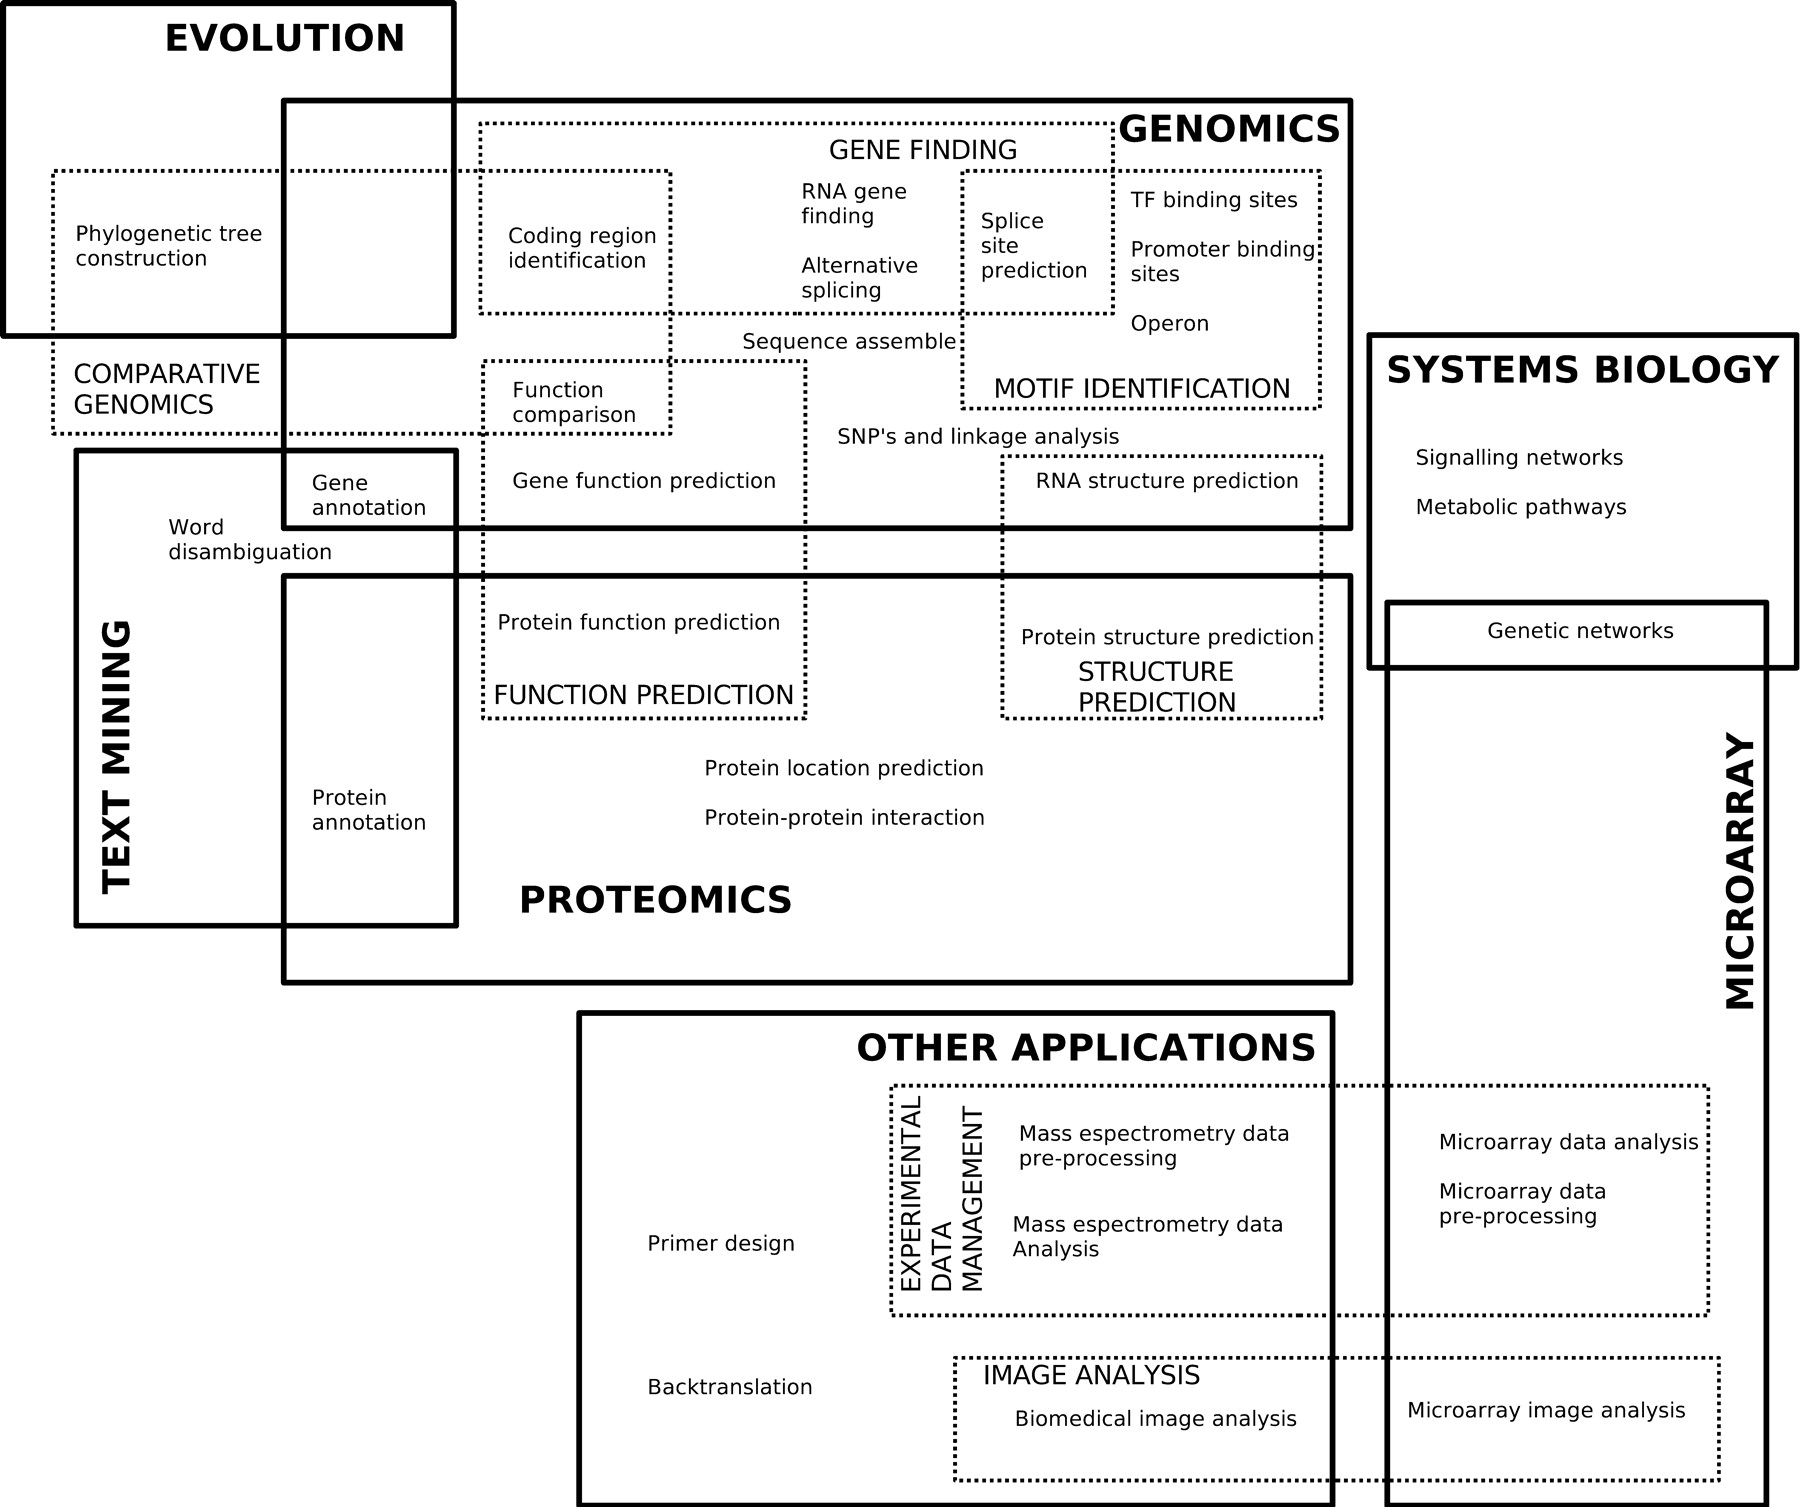 EVOLUTION
GENOMICS
GENE FINDING
RNA gene
finding
Alternative
splicing
Splice
site
prediction
TF binding sites
Promoter binding
sites
Operon
MOTIF IDENTIFICATION
Phylogenetic tree
construction
Coding region
identification
COMPARATIVE
GENOMICS
Sequence assemble
Function
comparison
SNP's and linkage analysis
Gene function prediction
RNA structure prediction
Gene
annotation
Word
disambiguation
TEXT MINING
Protein
annotation
Protein function prediction
FUNCTION PREDICTION
Protein structure prediction
STRUCTURE
PREDICTION
Protein location prediction
Protein-protein interaction
PROTEOMICS
SYSTEMS BIOLOGY
Signalling networks
Metabolic pathways
Genetic networks
MICROARRAY
OTHER APPLICATIONS
EXPERIMENTAL
DATA
MANAGEMENT
Mass espectrometry data
pre-processing
Mass espectrometry data
Analysis
Microarray data analysis
Microarray data
pre-processing
Primer design
Backtranslation
IMAGE ANALYSIS
Biomedical image analysis
Microarray image analysis